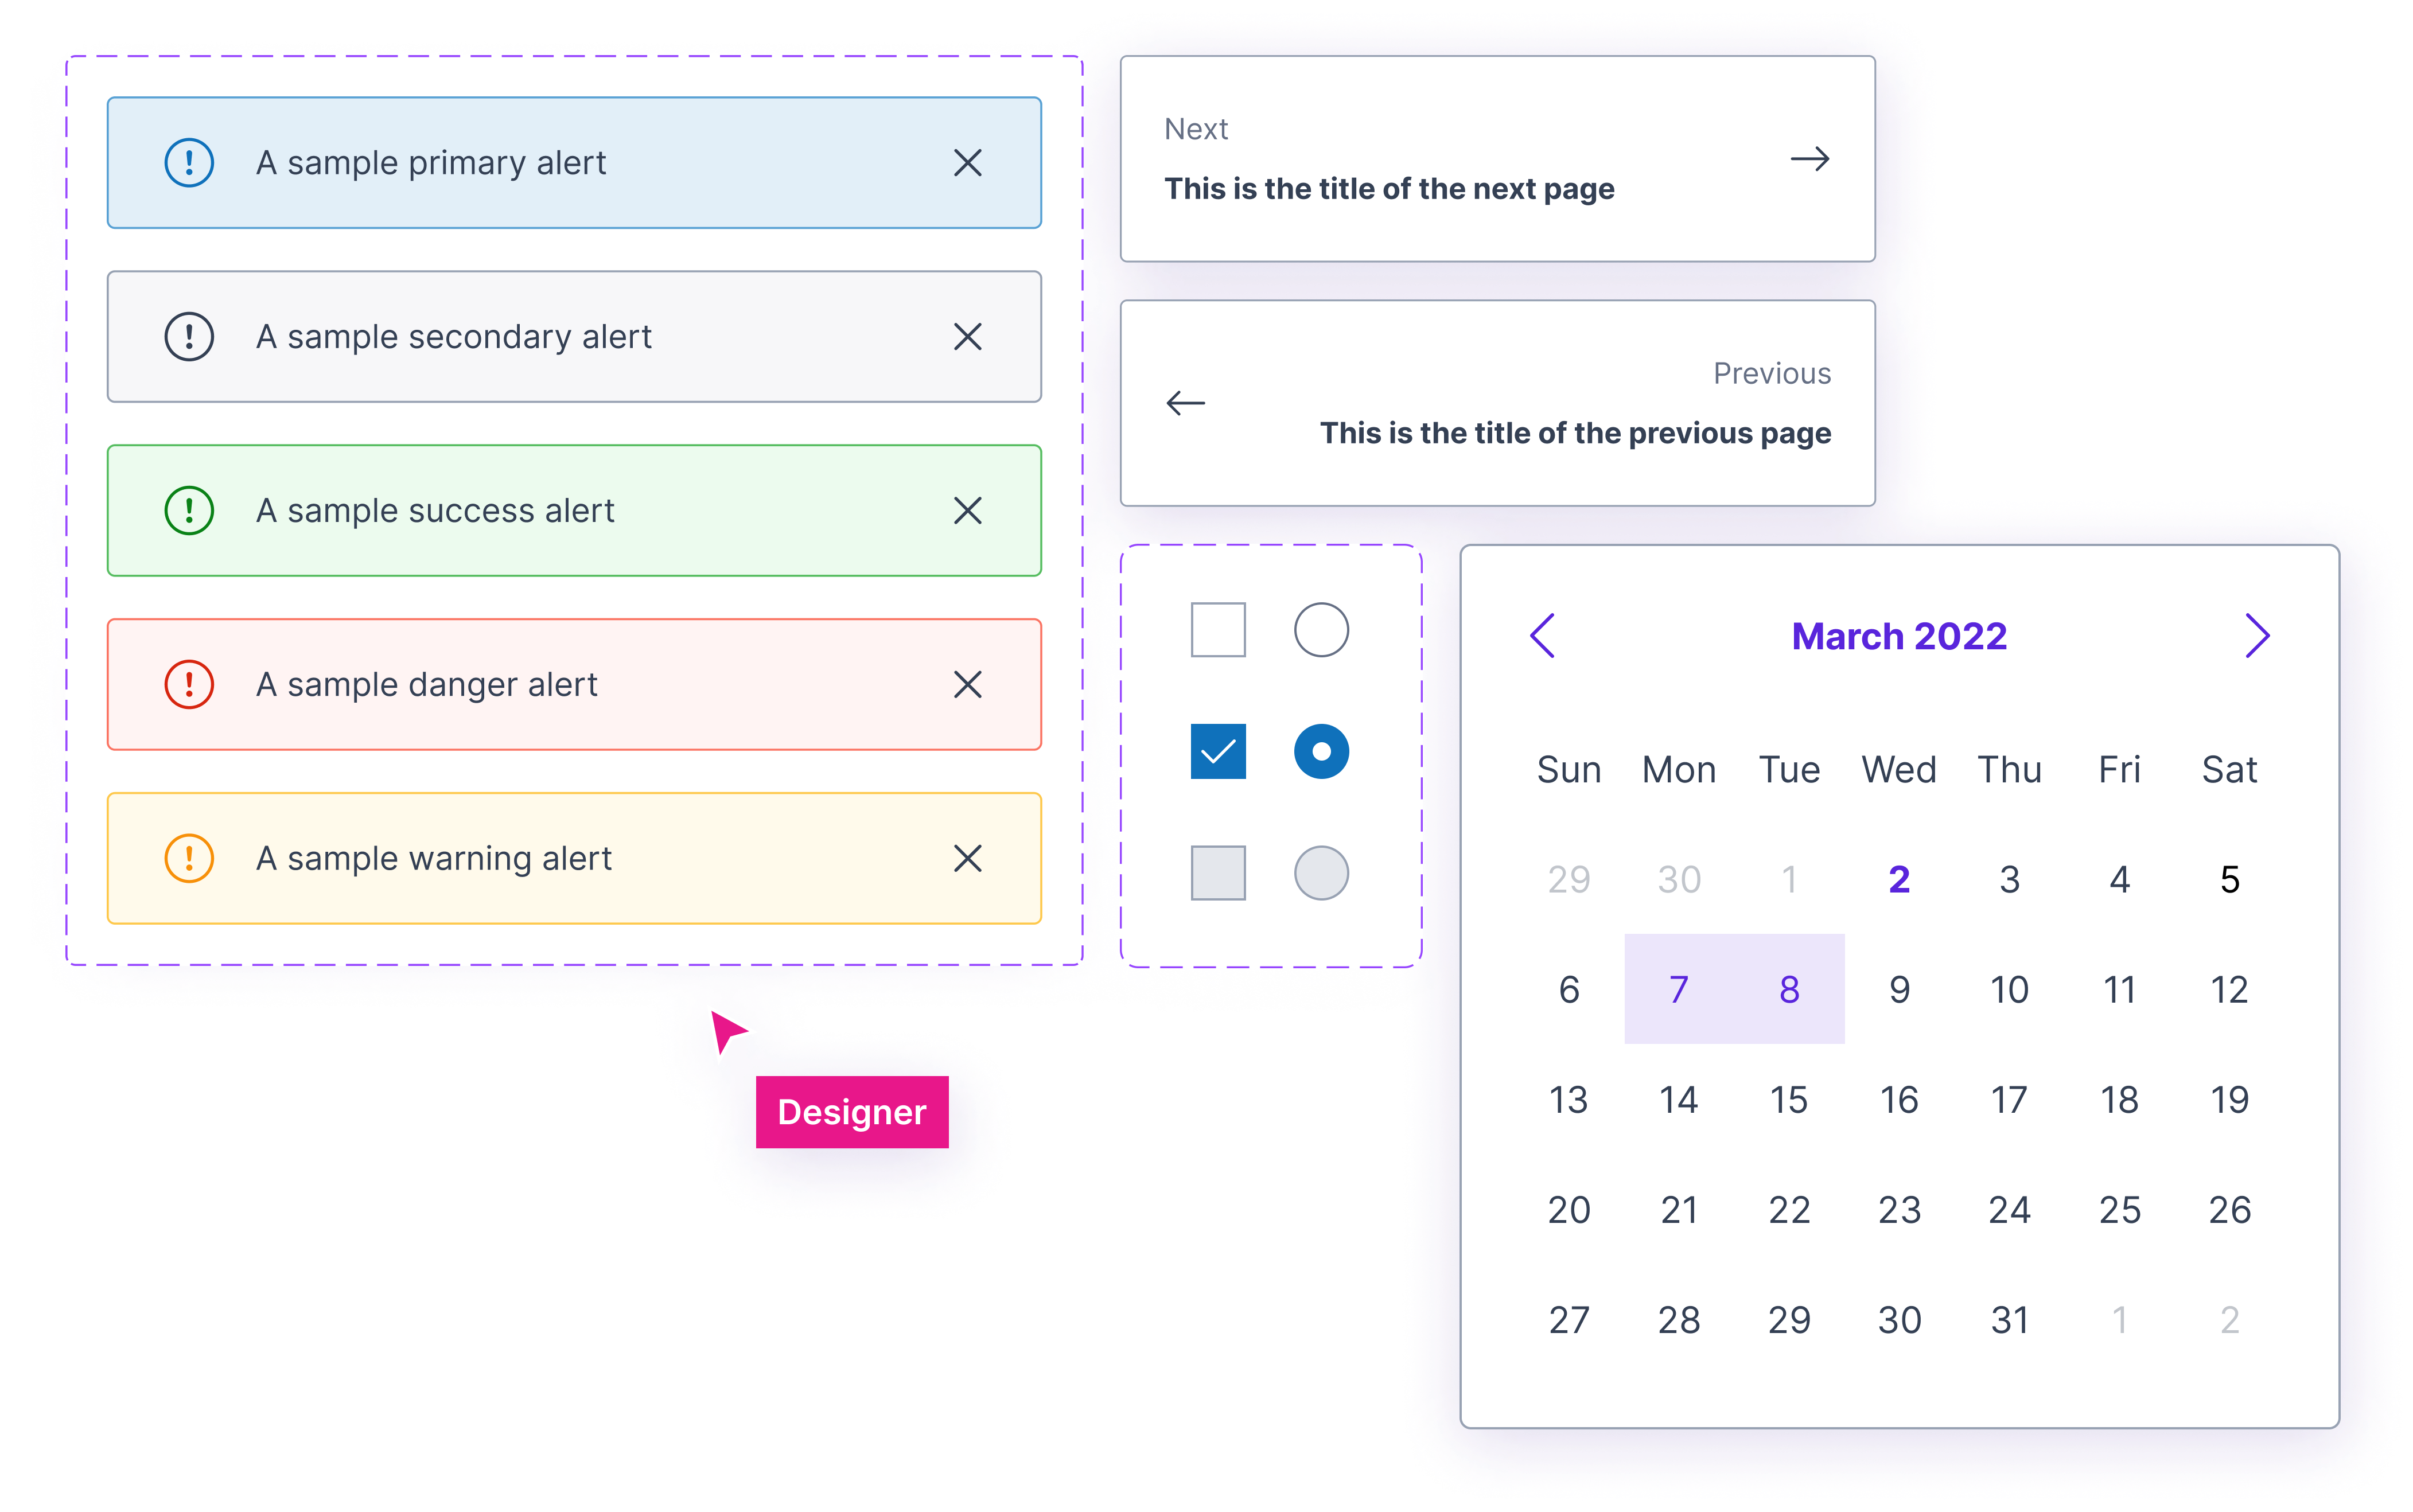 A sample primary alert
A sample secondary alert
A sample success alert
A sample danger alert
A sample warning alert
Designer
Next
This is the title of the next page
Previous
This is the title of the previous page
March 2022
Sun Mon Tue Wed Thu Fri Sat
29 30 1 2 3 4 5
6 7 8 9 10 11 12
13 14 15 16 17 18 19
20 21 22 23 24 25 26
27 28 29 30 31 1 2